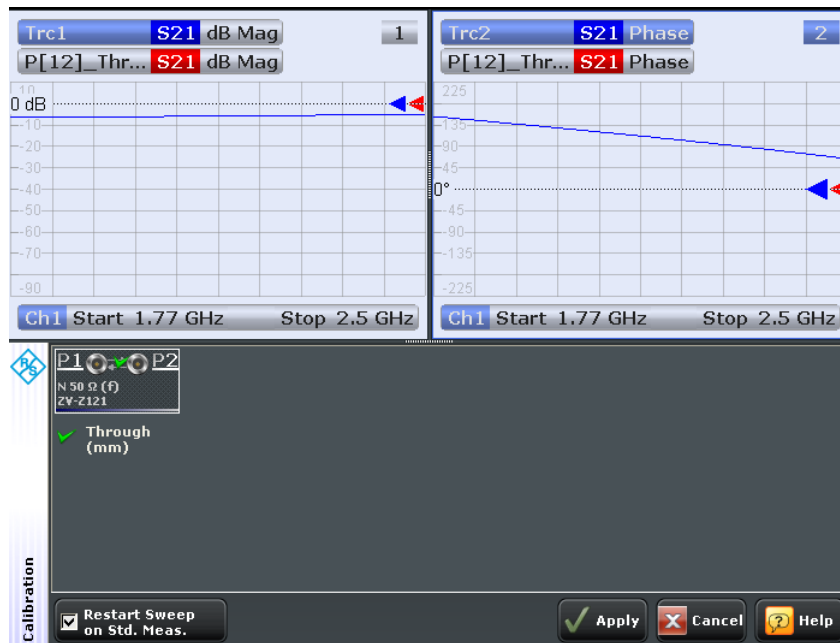 Trc1 S21 dB Mag 1
P[12]_Thr... S21 dB Mag
10
0 dB
-10
-20
-30
-40
-50
-60
-70
-90
Ch1 Start 1.77 GHz Stop 2.5 GHz
Trc2 S21 Phase 2
P[12]_Thr... S21 Phase
225
135
90
45
0°
-45
-90
-135
-225
Ch1 Start 1.77 GHz Stop 2.5 GHz
R&S
P1 P2
N 50 Ω (f)
ZV-Z121
Through
(mm)
Calibration
Restart Sweep
on Std. Meas.
Apply
Cancel
? Help